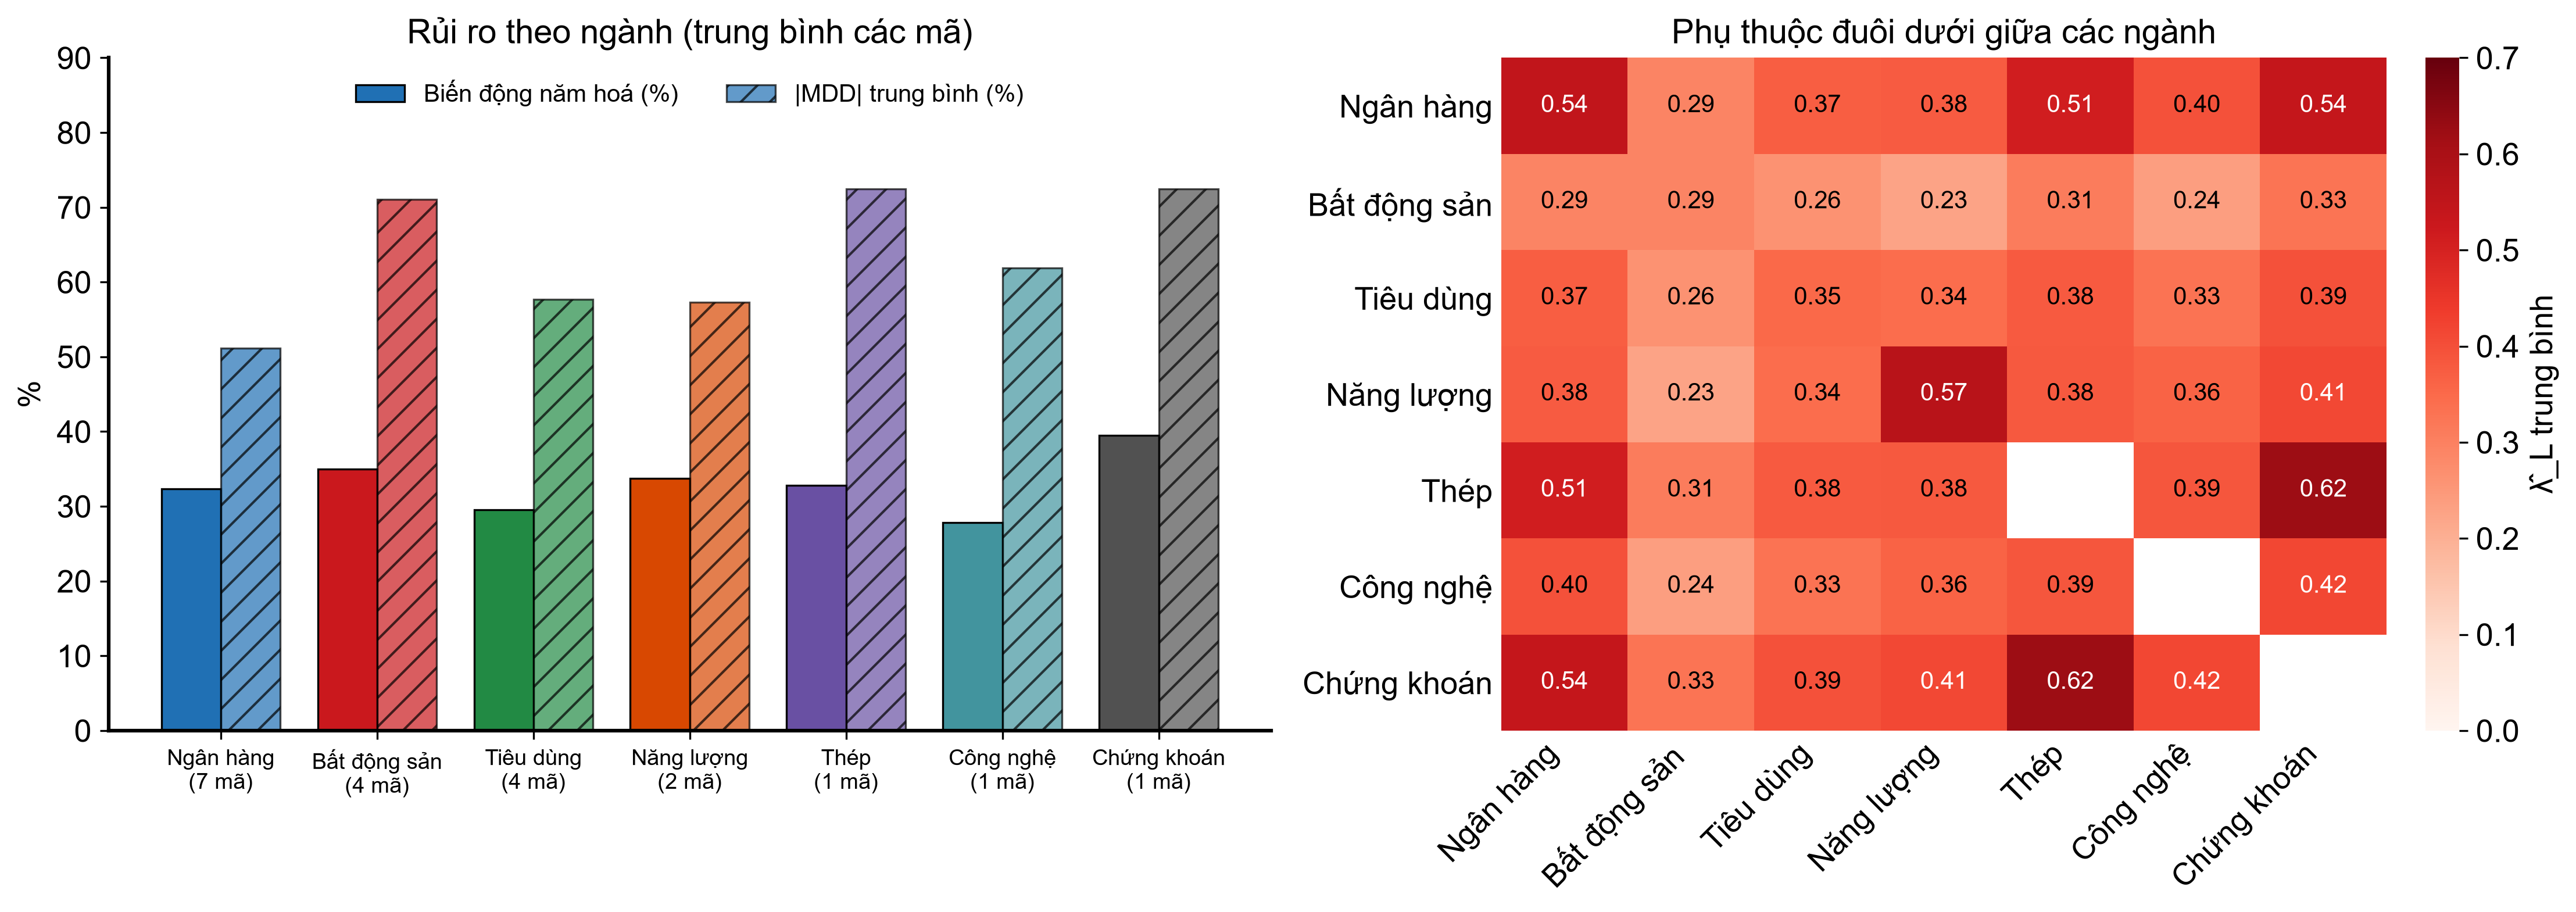 Rủi ro theo ngành (trung bình các mã)
Biến động năm hoá (%)
|MDD| trung bình (%)
%
90
80
70
60
50
40
30
20
10
0
Ngân hàng
(7 mã)
Bất động sản
(4 mã)
Tiêu dùng
(4 mã)
Năng lượng
(2 mã)
Thép
(1 mã)
Công nghệ
(1 mã)
Chứng khoán
(1 mã)
Phụ thuộc đuôi dưới giữa các ngành
Ngân hàng 0.54 0.29 0.37 0.38 0.51 0.40 0.54
Bất động sản 0.29 0.29 0.26 0.23 0.31 0.24 0.33
Tiêu dùng 0.37 0.26 0.35 0.34 0.38 0.33 0.39
Năng lượng 0.38 0.23 0.34 0.57 0.38 0.36 0.41
Thép 0.51 0.31 0.38 0.38 0.39 0.62
Công nghệ 0.40 0.24 0.33 0.36 0.39 0.42
Chứng khoán 0.54 0.33 0.39 0.41 0.62 0.42
Ngân hàng
Bất động sản
Tiêu dùng
Năng lượng
Thép
Công nghệ
Chứng khoán
0.7
0.6
0.5
0.4
0.3
0.2
0.1
0.0
λ̂_L trung bình